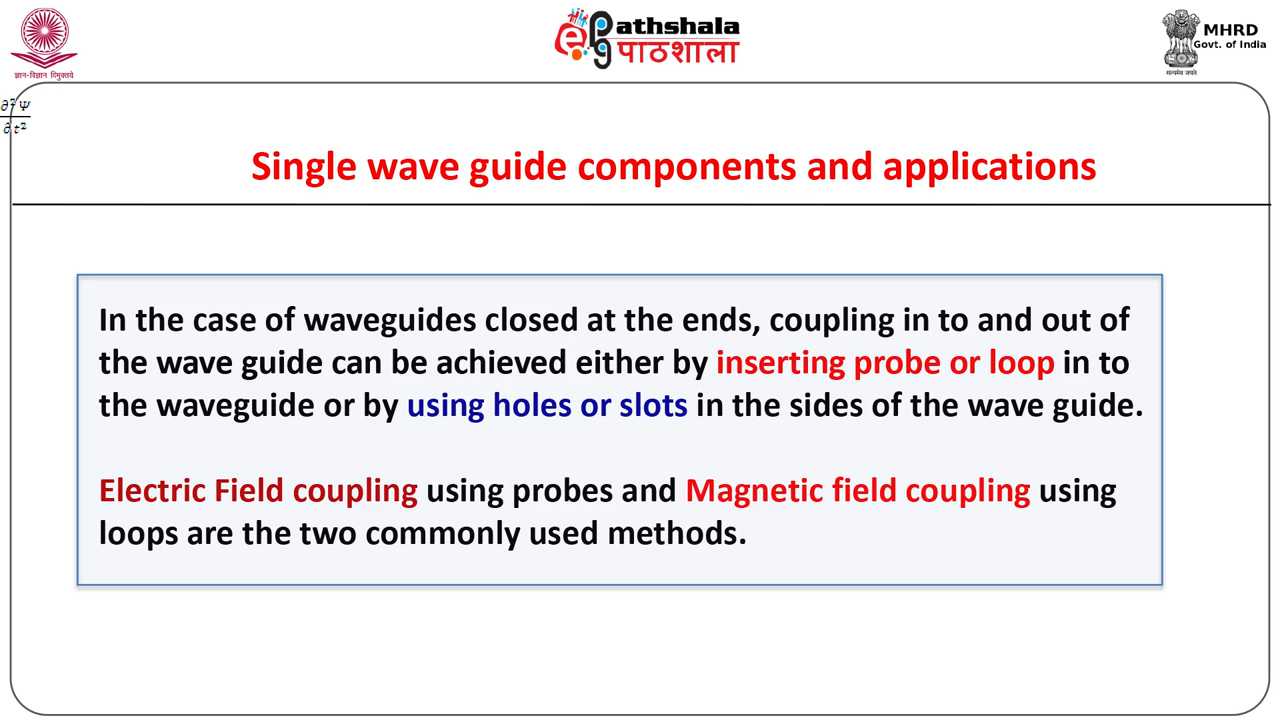 ज्ञान-विज्ञान विमुक्तये
e PG Pathshala
पाठशाला
MHRD
Govt. of India
सत्यमेव जयते
∂²Ψ
∂t²
Single wave guide components and applications
In the case of waveguides closed at the ends, coupling in to and out of
the wave guide can be achieved either by inserting probe or loop in to
the waveguide or by using holes or slots in the sides of the wave guide.
Electric Field coupling using probes and Magnetic field coupling using
loops are the two commonly used methods.